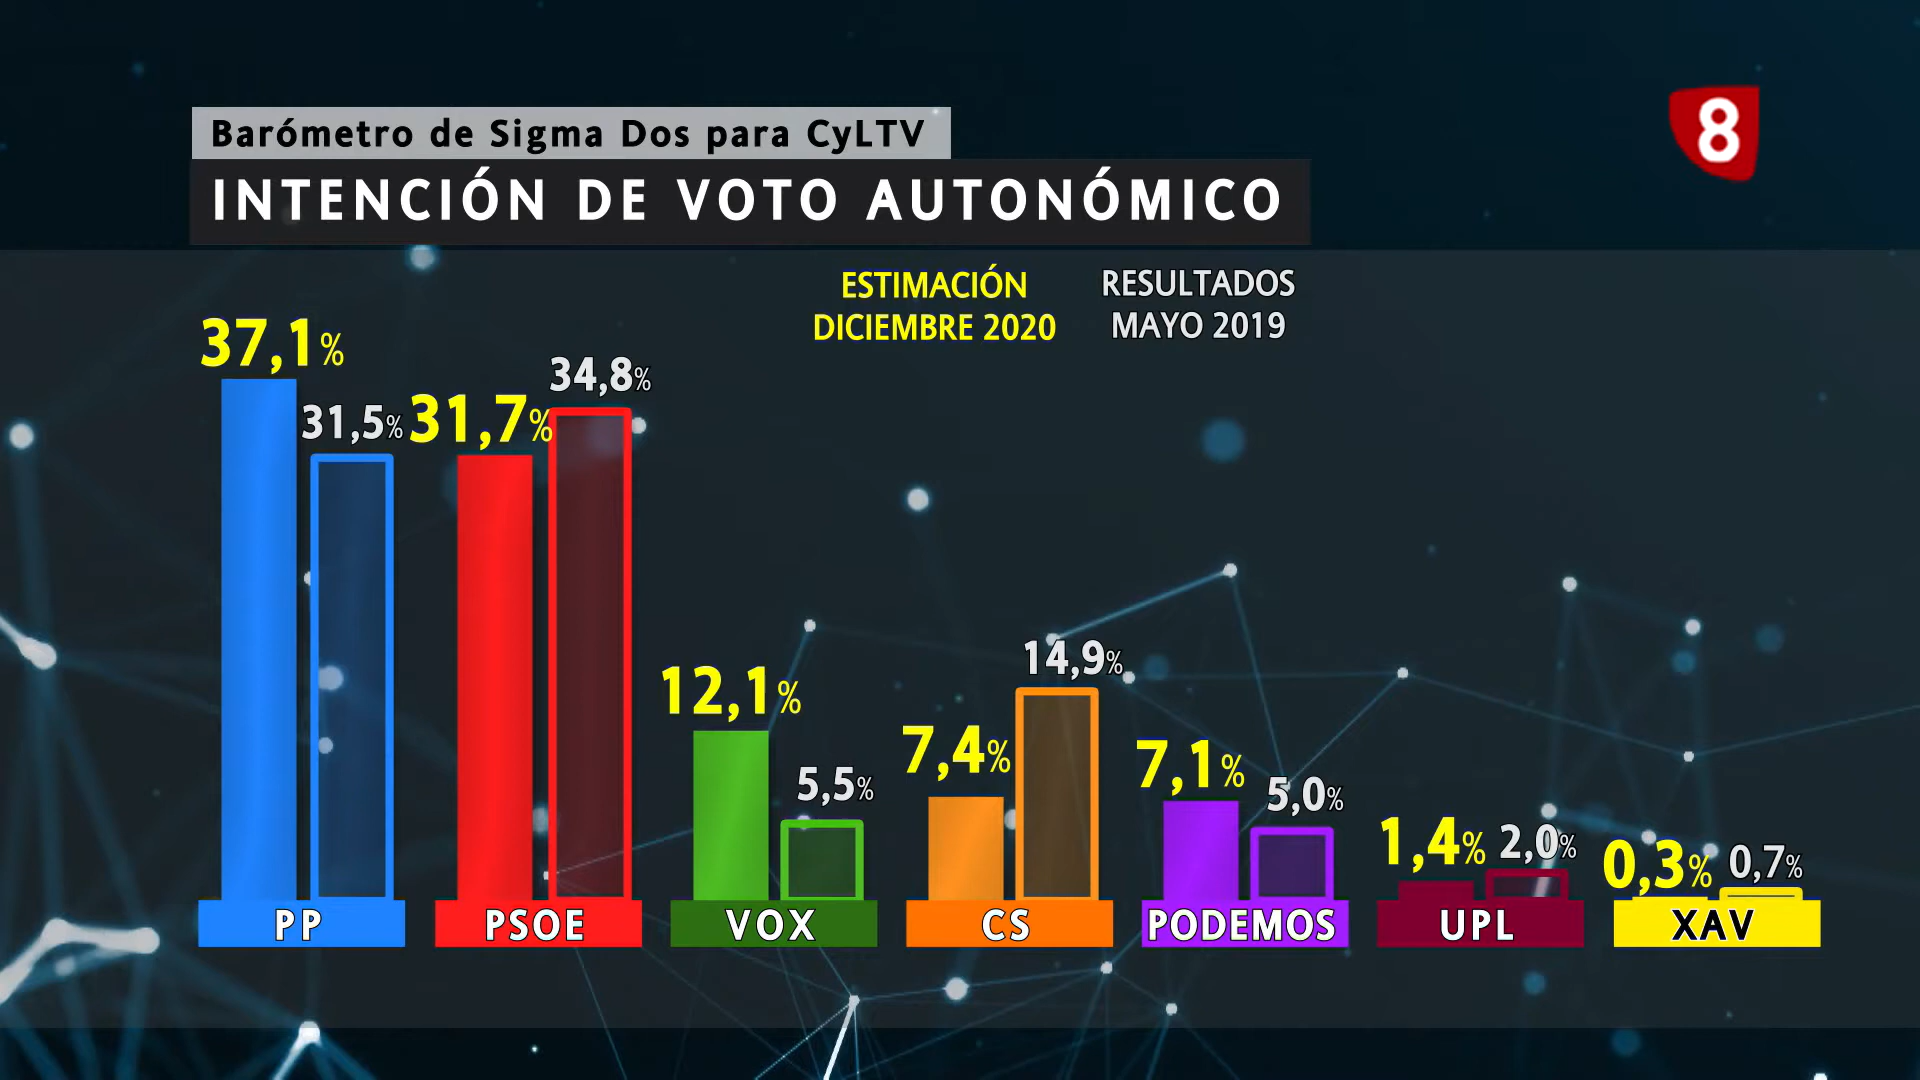 Barómetro de Sigma Dos para CyLTV
8
INTENCIÓN DE VOTO AUTONÓMICO
ESTIMACIÓN
DICIEMBRE 2020
RESULTADOS
MAYO 2019
37,1%
31,5%
31,7%
34,8%
12,1%
5,5%
7,4%
14,9%
7,1%
5,0%
1,4%
2,0%
0,3%
0,7%
PP
PSOE
VOX
CS
PODEMOS
UPL
XAV